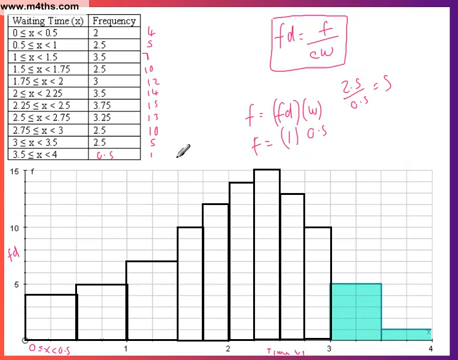 www.m4ths.com
Waiting Time (x) Frequency
0 ≤ x < 0.5 2 4
0.5 ≤ x < 1 2.5 5
1 ≤ x < 1.5 3.5 7
1.5 ≤ x < 1.75 2.5 10
1.75 ≤ x < 2 3 12
2 ≤ x < 2.25 3.5 14
2.25 ≤ x < 2.5 3.75 15
2.5 ≤ x < 2.75 3.25 13
2.75 ≤ x < 3 2.5 10
3 ≤ x < 3.5 2.5 5
3.5 ≤ x < 4 0.5 1
fd = f/cw
2.5/0.5 = 5
f = (fd)(w)
F = (1) 0.5
15 f
10
fd
5
0 1 2 3 4
x
0≤x<0.5